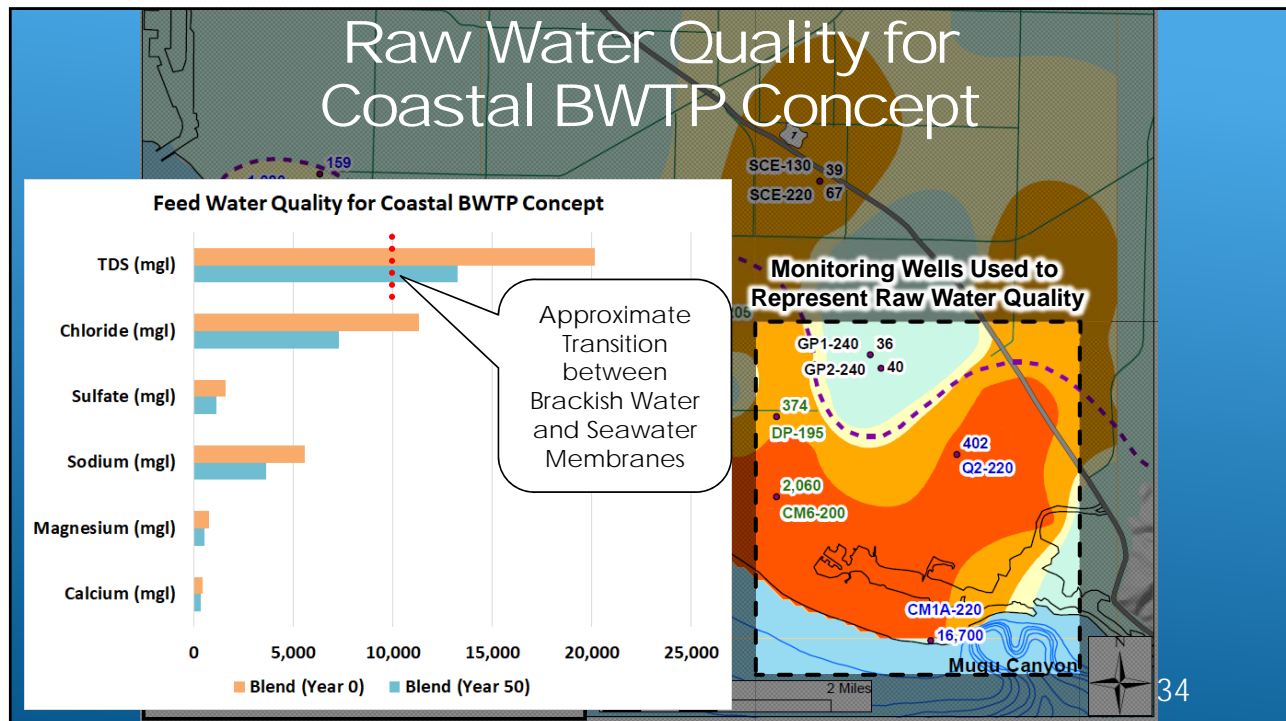 Raw Water Quality for
Coastal BWTP Concept
1
159
SCE-130 39
SCE-220 67
Feed Water Quality for Coastal BWTP Concept
TDS (mgl)
Chloride (mgl)
Sulfate (mgl)
Sodium (mgl)
Magnesium (mgl)
Calcium (mgl)
0 5,000 10,000 15,000 20,000 25,000
Blend (Year 0) Blend (Year 50)
Approximate
Transition
between
Brackish Water
and Seawater
Membranes
Monitoring Wells Used to
Represent Raw Water Quality
GP1-240 36
GP2-240 40
374
DP-195
402
Q2-220
2,060
CM6-200
CM1A-220
16,700
Mugu Canyon
N
2 Miles
34